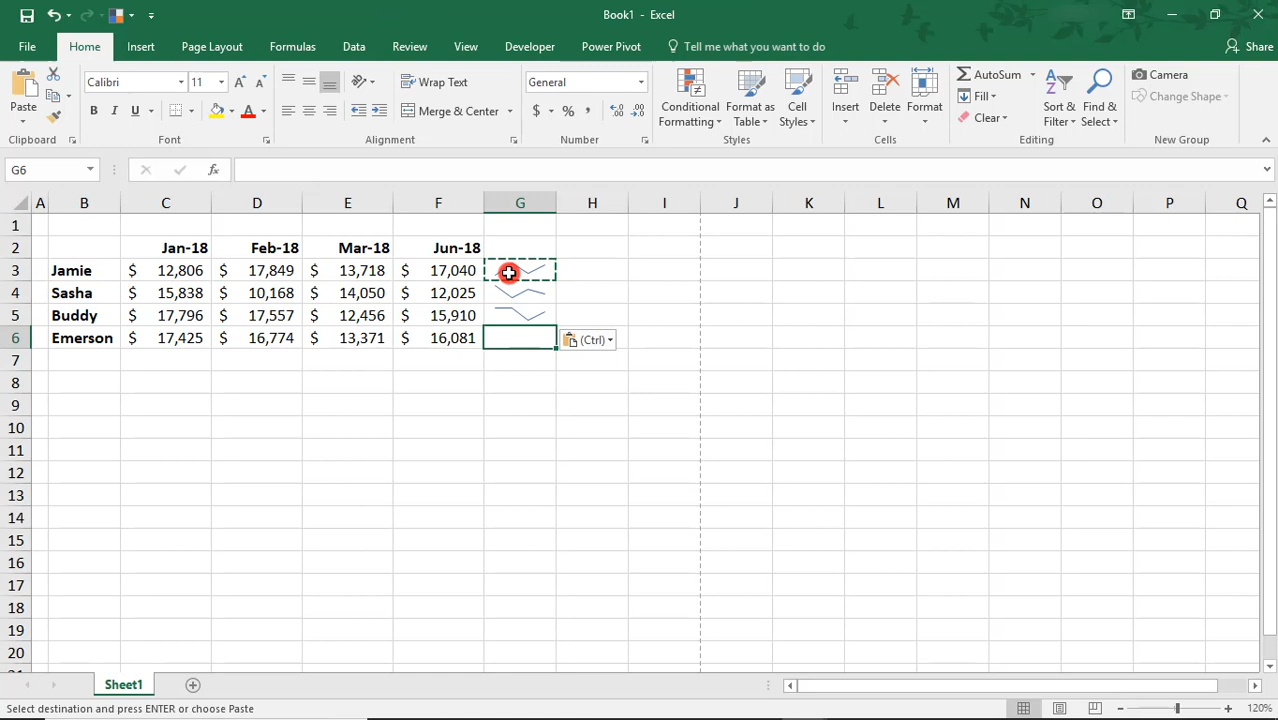 Book1 - Excel
File Home Insert Page Layout Formulas Data Review View Developer Power Pivot Tell me what you want to do Share
Paste
Clipboard
Calibri 11
B I U
Font
Wrap Text
Merge & Center
Alignment
General
$ % ,
Number
Conditional Formatting
Format as Table
Cell Styles
Styles
Insert Delete Format
Cells
AutoSum
Fill
Clear
Sort & Filter
Find & Select
Editing
Camera
Change Shape
New Group
G6 fx
A B C D E F G H I J K L M N O P Q
1
2 Jan-18 Feb-18 Mar-18 Jun-18
3 Jamie $ 12,806 $ 17,849 $ 13,718 $ 17,040
4 Sasha $ 15,838 $ 10,168 $ 14,050 $ 12,025
5 Buddy $ 17,796 $ 17,557 $ 12,456 $ 15,910
6 Emerson $ 17,425 $ 16,774 $ 13,371 $ 16,081 (Ctrl)
7
8
9
10
11
12
13
14
15
16
17
18
19
20
Sheet1
Select destination and press ENTER or choose Paste 120%